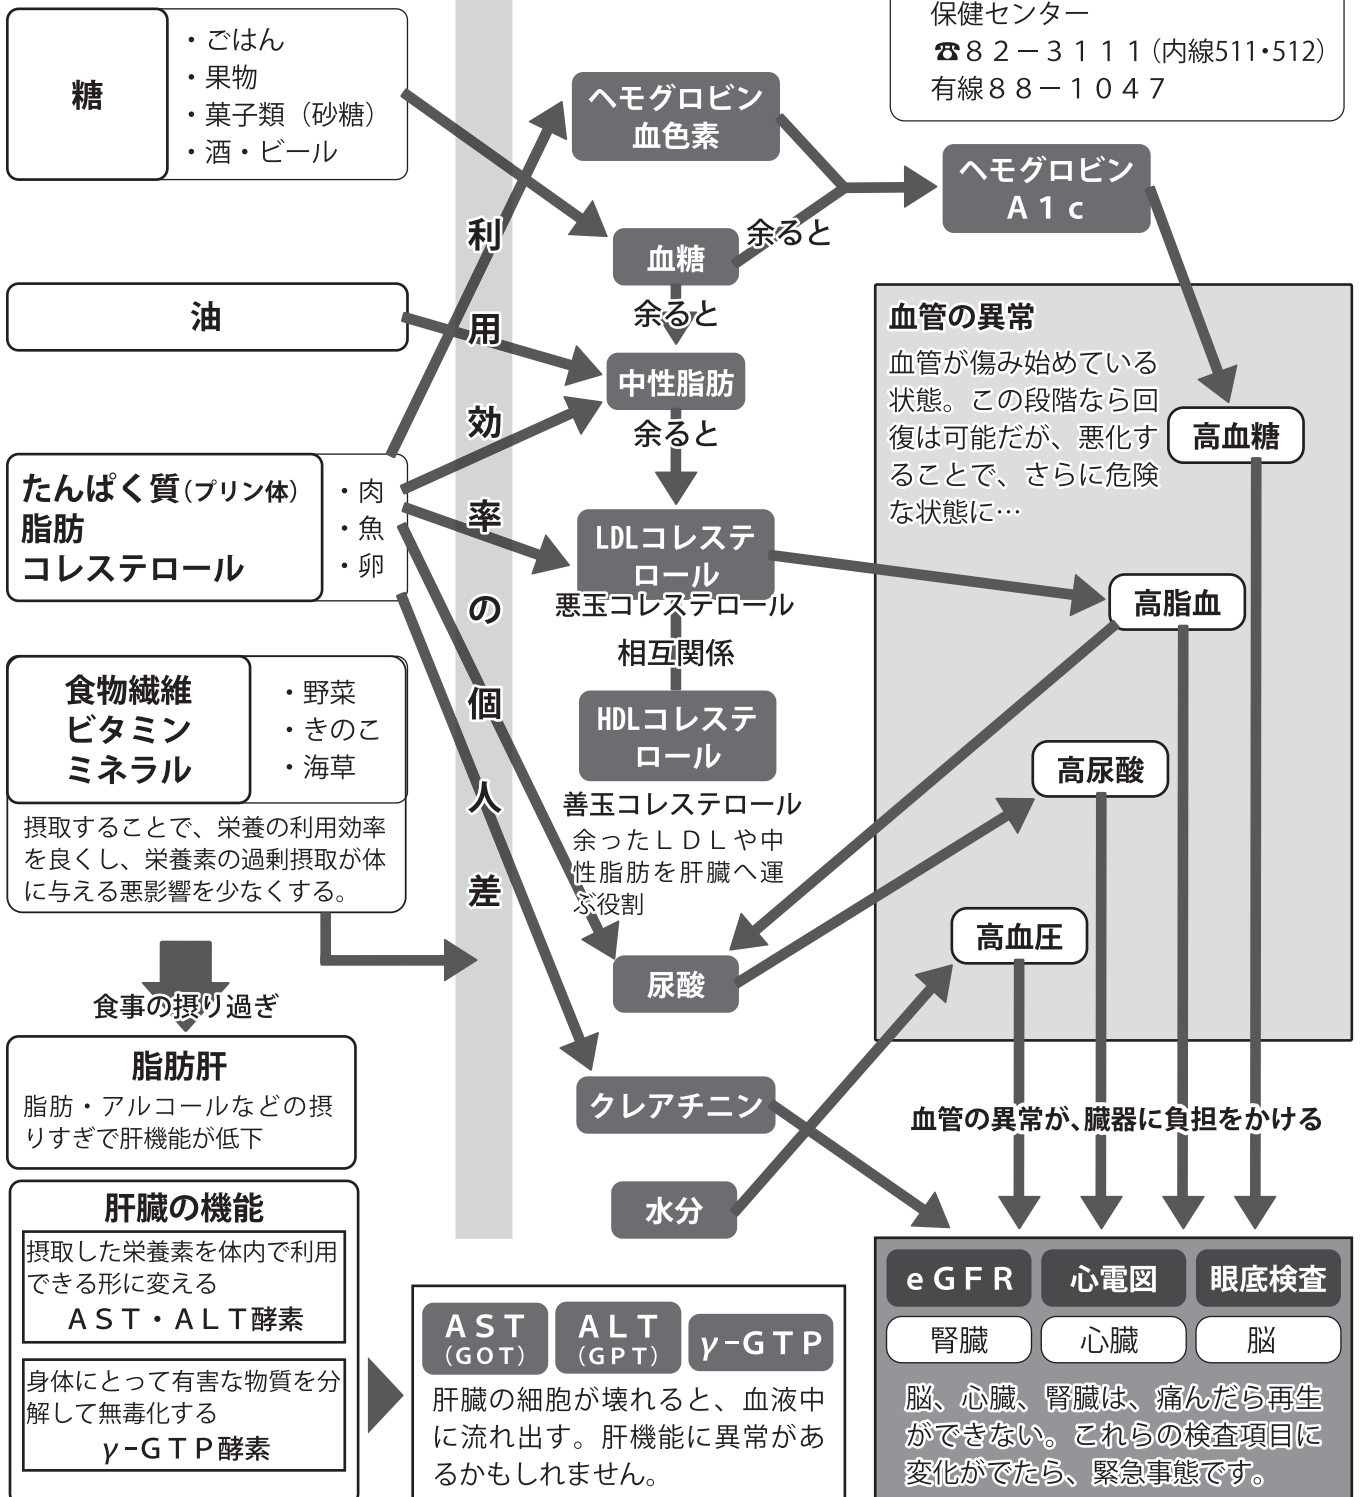 保健センター
☎８２－３１１１（内線511・512）
有線８８－１０４７
糖
・ごはん
・果物
・菓子類（砂糖）
・酒・ビール
油
たんぱく質（プリン体）
脂肪
コレステロール
・肉
・魚
・卵
食物繊維
ビタミン
ミネラル
・野菜
・きのこ
・海草
摂取することで、栄養の利用効率
を良くし、栄養素の過剰摂取が体
に与える悪影響を少なくする。
食事の摂り過ぎ
脂肪肝
脂肪・アルコールなどの摂
りすぎで肝機能が低下
肝臓の機能
摂取した栄養素を体内で利用
できる形に変える
ＡＳＴ・ＡＬＴ酵素
身体にとって有害な物質を分
解して無毒化する
γ－ＧＴＰ酵素
利用効率の個人差
ヘモグロビン
血色素
血糖
余ると
余ると
中性脂肪
余ると
LDLコレステ
ロール
悪玉コレステロール
相互関係
HDLコレステ
ロール
善玉コレステロール
余ったＬＤＬや中
性脂肪を肝臓へ運
ぶ役割
尿酸
クレアチニン
水分
ヘモグロビン
Ａ１ｃ
血管の異常
血管が傷み始めている
状態。この段階なら回
復は可能だが、悪化す
ることで、さらに危険
な状態に…
高血糖
高脂血
高尿酸
高血圧
血管の異常が、臓器に負担をかける
ＡＳＴ
（ＧＯＴ）
ＡＬＴ
（ＧＰＴ）
γ－ＧＴＰ
肝臓の細胞が壊れると、血液中
に流れ出す。肝機能に異常があ
るかもしれません。
ｅＧＦＲ
心電図
眼底検査
腎臓
心臓
脳
脳、心臓、腎臓は、痛んだら再生
ができない。これらの検査項目に
変化がでたら、緊急事態です。